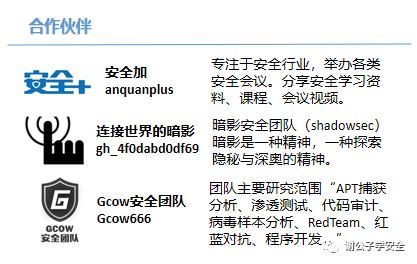 合作伙伴
安全+
安全加
anquanplus
专注于安全行业，举办各类
安全会议。分享安全学习资
料、课程、会议视频。
连接世界的暗影
gh_4f0dabd0df69
暗影安全团队（shadowsec）
暗影是一种精神，一种探索
隐秘与深奥的精神。
GCOW
安全团队
Gcow安全团队
Gcow666
团队主要研究范围“APT捕获
分析、渗透测试、代码审计、
病毒样本分析、RedTeam、红
蓝对抗、程序开发。”
谢公子学安全